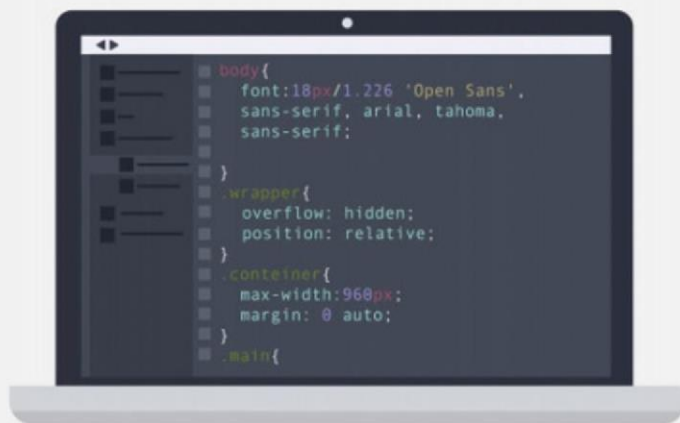 body{
font:18px/1.226 'Open Sans',
sans-serif, arial, tahoma,
sans-serif;
}
.wrapper{
overflow: hidden;
position: relative;
}
.conteiner{
max-width:960px;
margin: 0 auto;
}
.main{